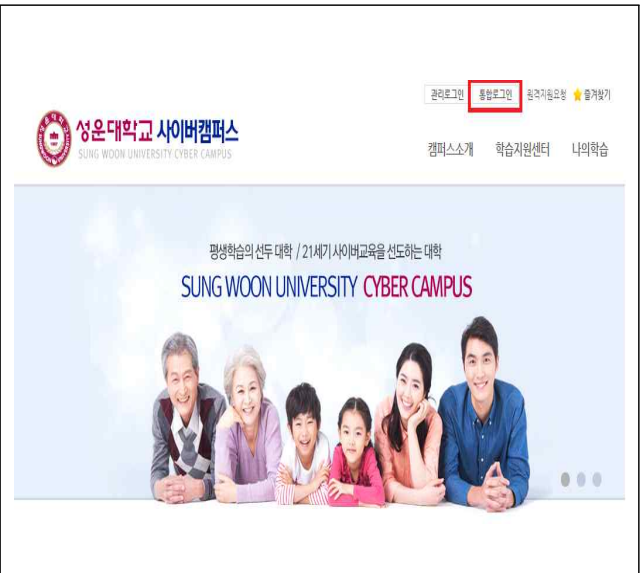 관리로그인 통합로그인 원격지원요청 즐겨찾기
성운대학교 사이버캠퍼스
SUNG WOON UNIVERSITY CYBER CAMPUS
캠퍼스소개 학습지원센터 나의학습
평생학습의 선두 대학 / 21세기 사이버교육을 선도하는 대학
SUNG WOON UNIVERSITY CYBER CAMPUS